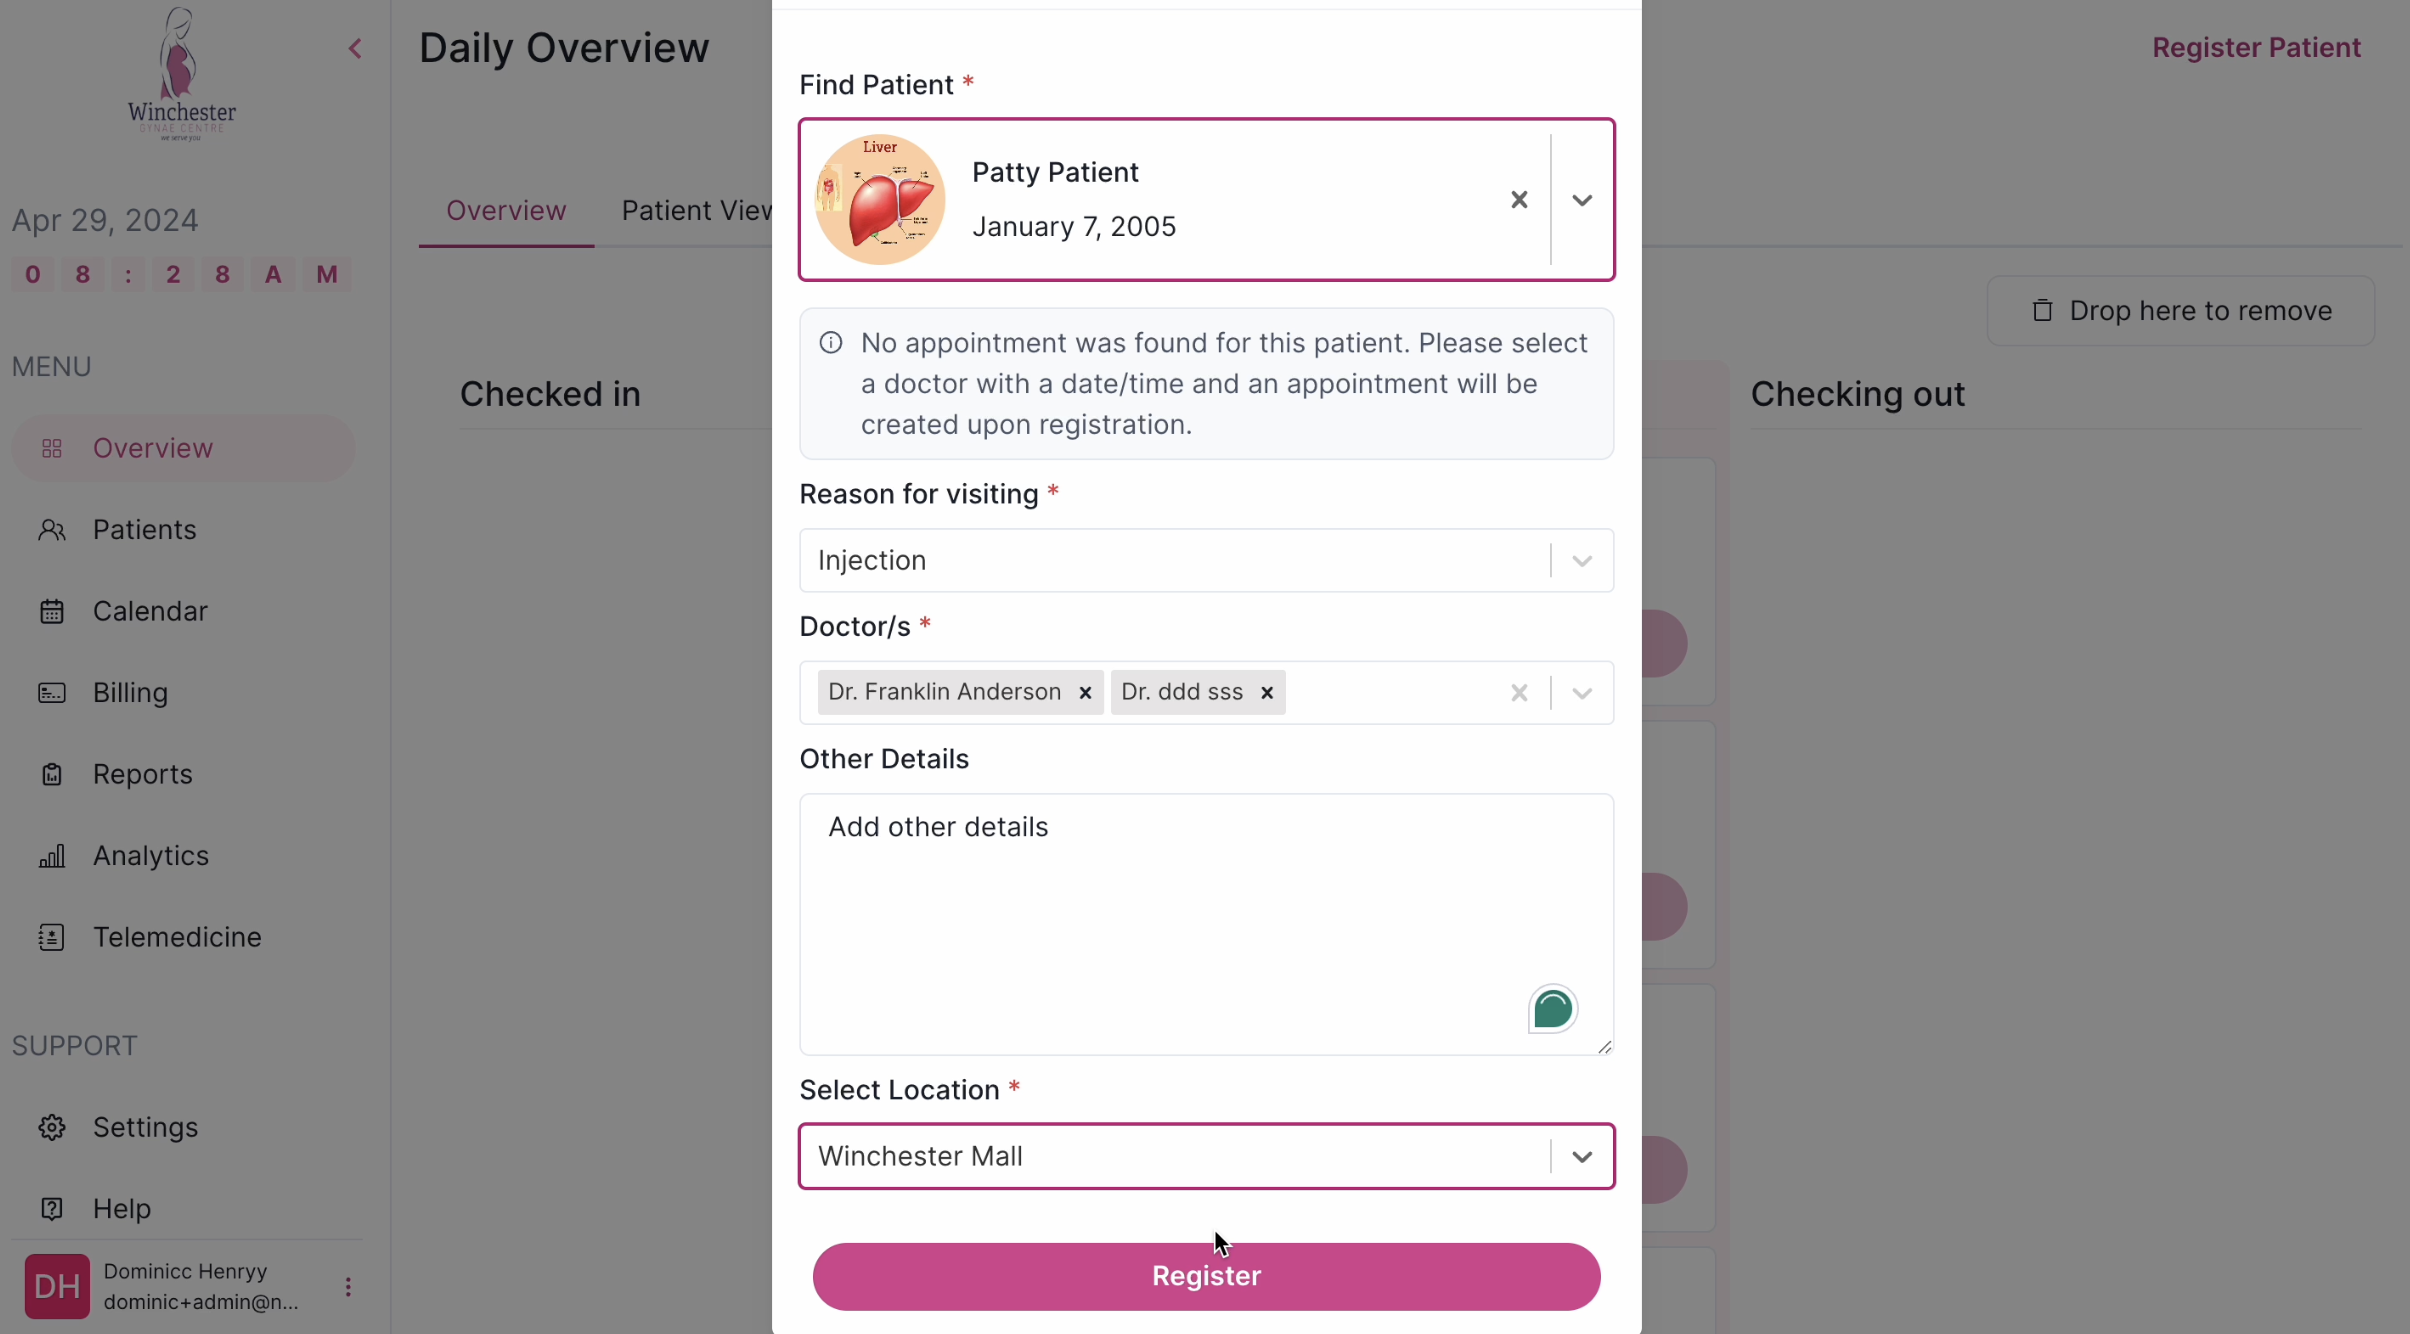 Winchester
GYNAE CENTRE
we serve you
Apr 29, 2024
08:28AM
MENU
Overview
Patients
Calendar
Billing
Reports
Analytics
Telemedicine
SUPPORT
Settings
Help
DH
Dominicc Henryy
dominic+admin@n...
Daily Overview
Register Patient
Overview
Patient View
Drop here to remove
Checked in
Checking out
Find Patient *
Liver
Patty Patient
January 7, 2005
No appointment was found for this patient. Please select
a doctor with a date/time and an appointment will be
created upon registration.
Reason for visiting *
Injection
Doctor/s *
Dr. Franklin Anderson
Dr. ddd sss
Other Details
Add other details
Select Location *
Winchester Mall
Register